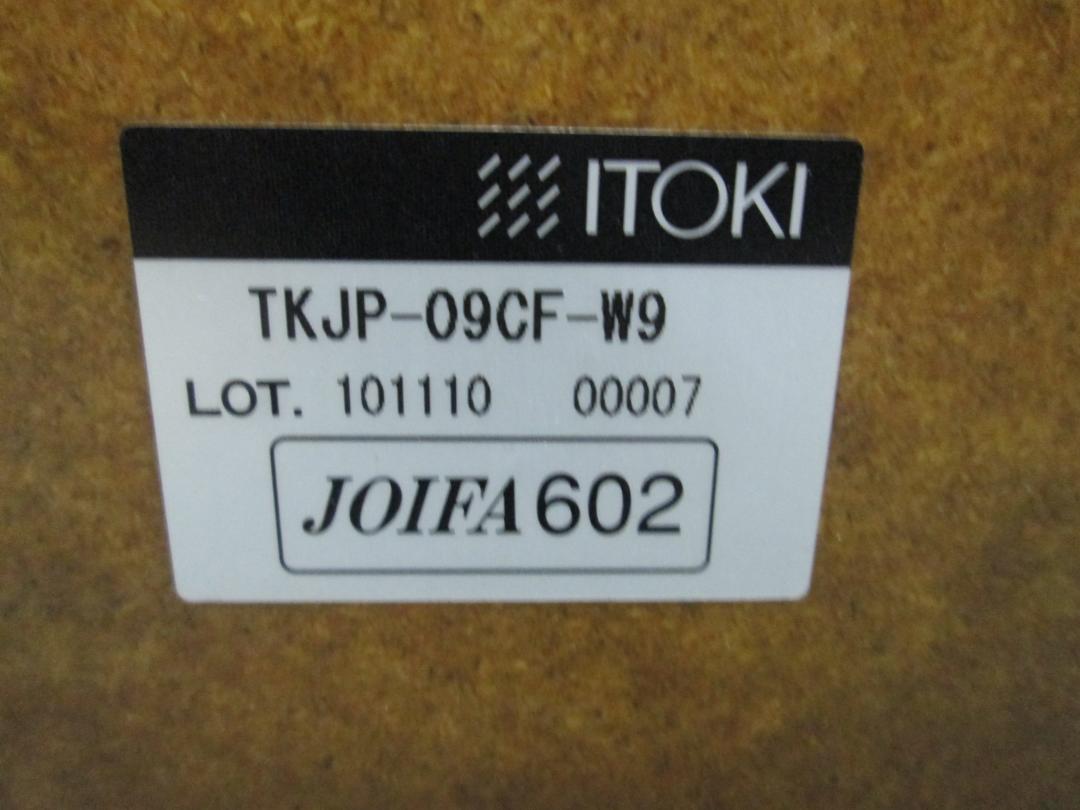 ITOKI
TKJP-09CF-W9
LOT. 101110 00007
JOIFA602